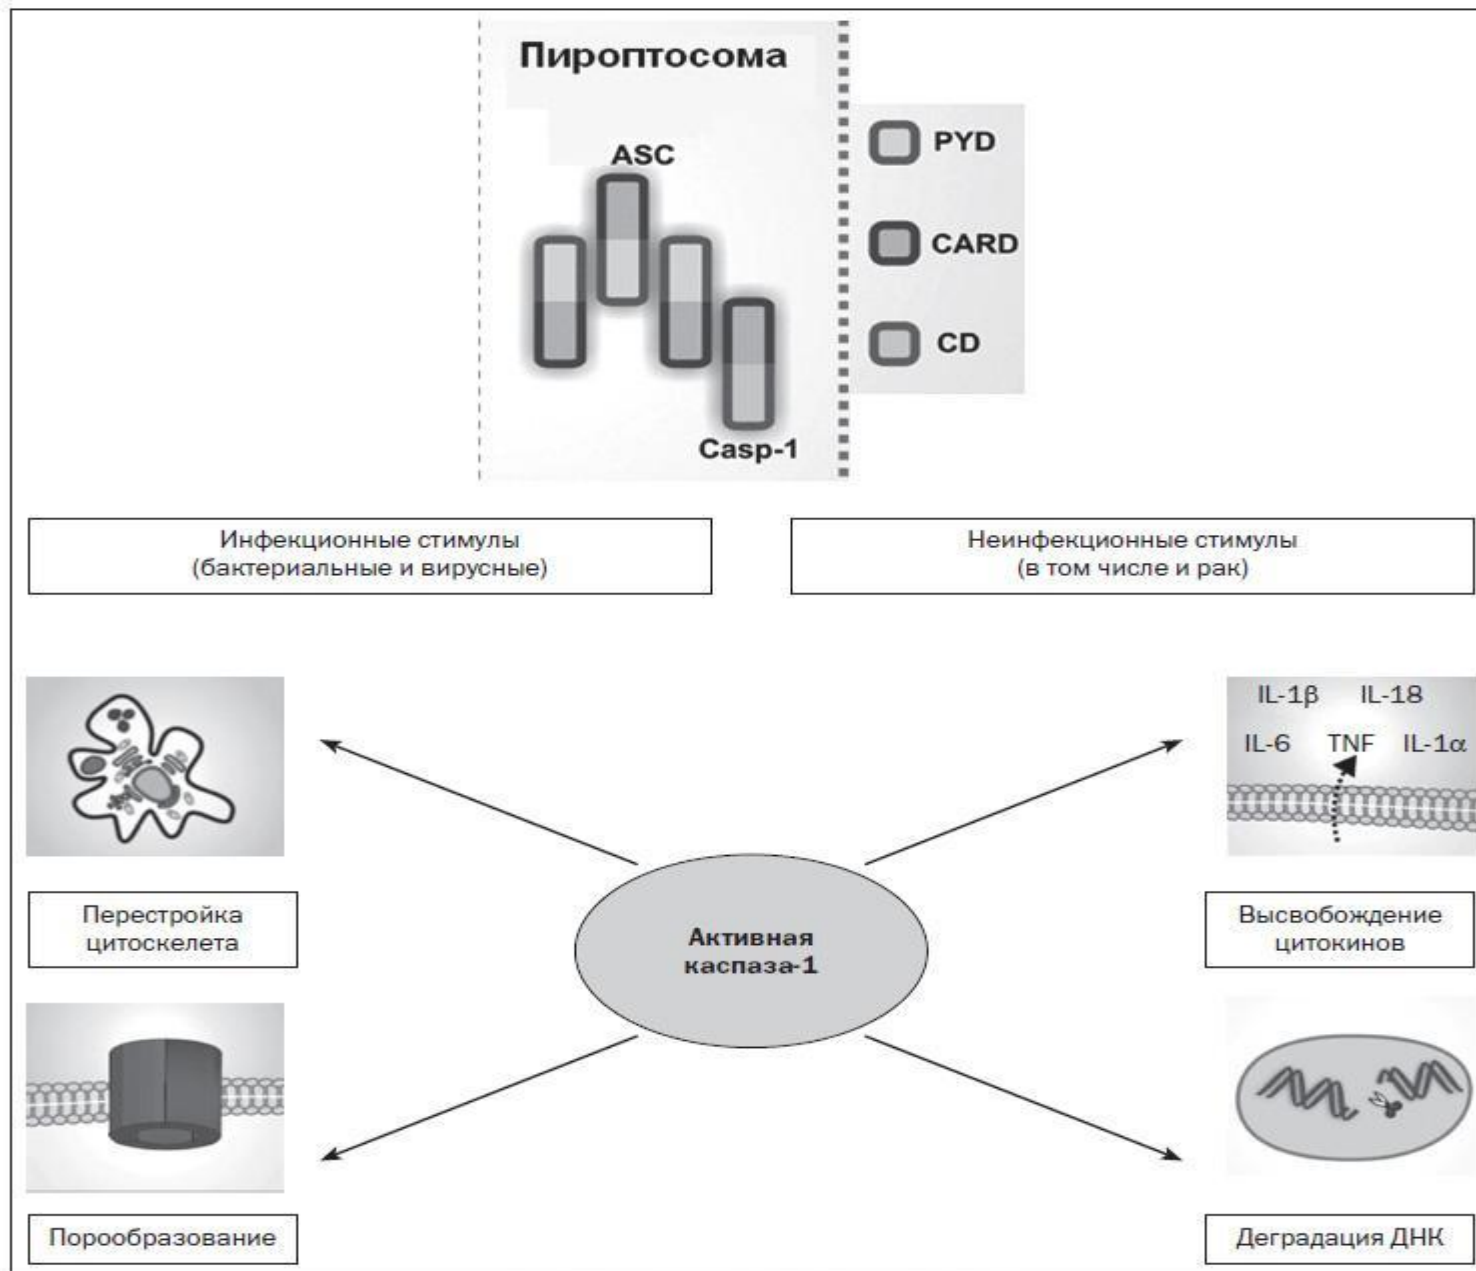 Пироптосома
ASC
Casp-1
PYD
CARD
CD
Инфекционные стимулы
(бактериальные и вирусные)
Неинфекционные стимулы
(в том числе и рак)
IL-1β IL-18
IL-6 TNF IL-1α
Перестройка
цитоскелета
Активная
каспаза-1
Высвобождение
цитокинов
Порообразование
Деградация ДНК